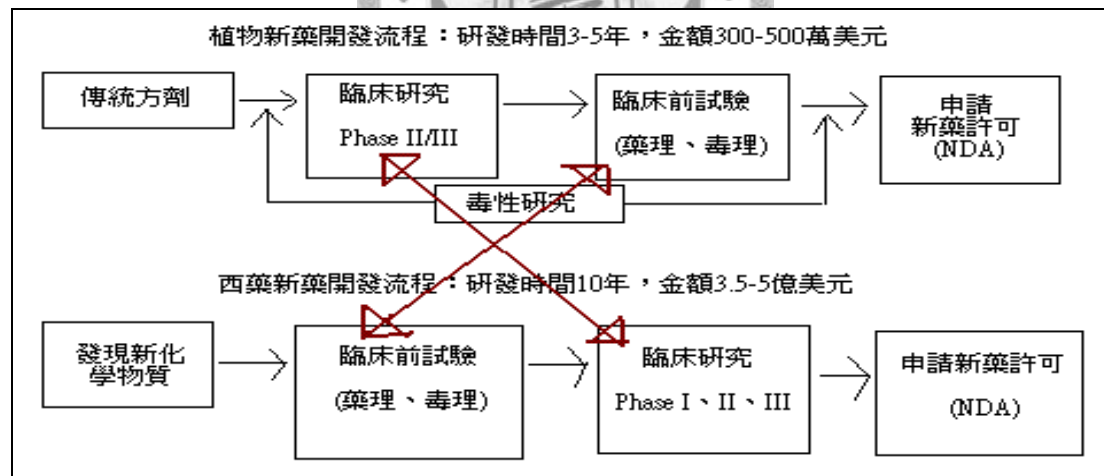 植物新藥開發流程：研發時間3-5年，金額300-500萬美元
傳統方劑
臨床研究
Phase II/III
臨床前試驗
(藥理、毒理)
申請
新藥許可
(NDA)
毒性研究
西藥新藥開發流程：研發時間10年，金額3.5-5億美元
發現新化
學物質
臨床前試驗
(藥理、毒理)
臨床研究
Phase I、II、III
申請新藥許可
(NDA)